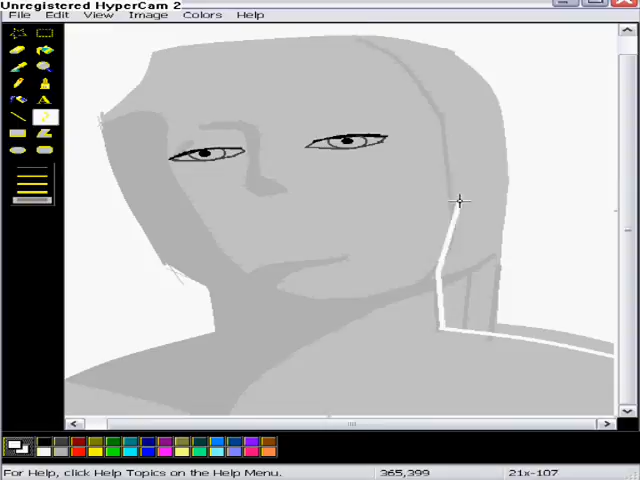 Unregistered HyperCam 2
File Edit View Image Colors Help
For Help, click Help Topics on the Help Menu. 365,399 21x-107